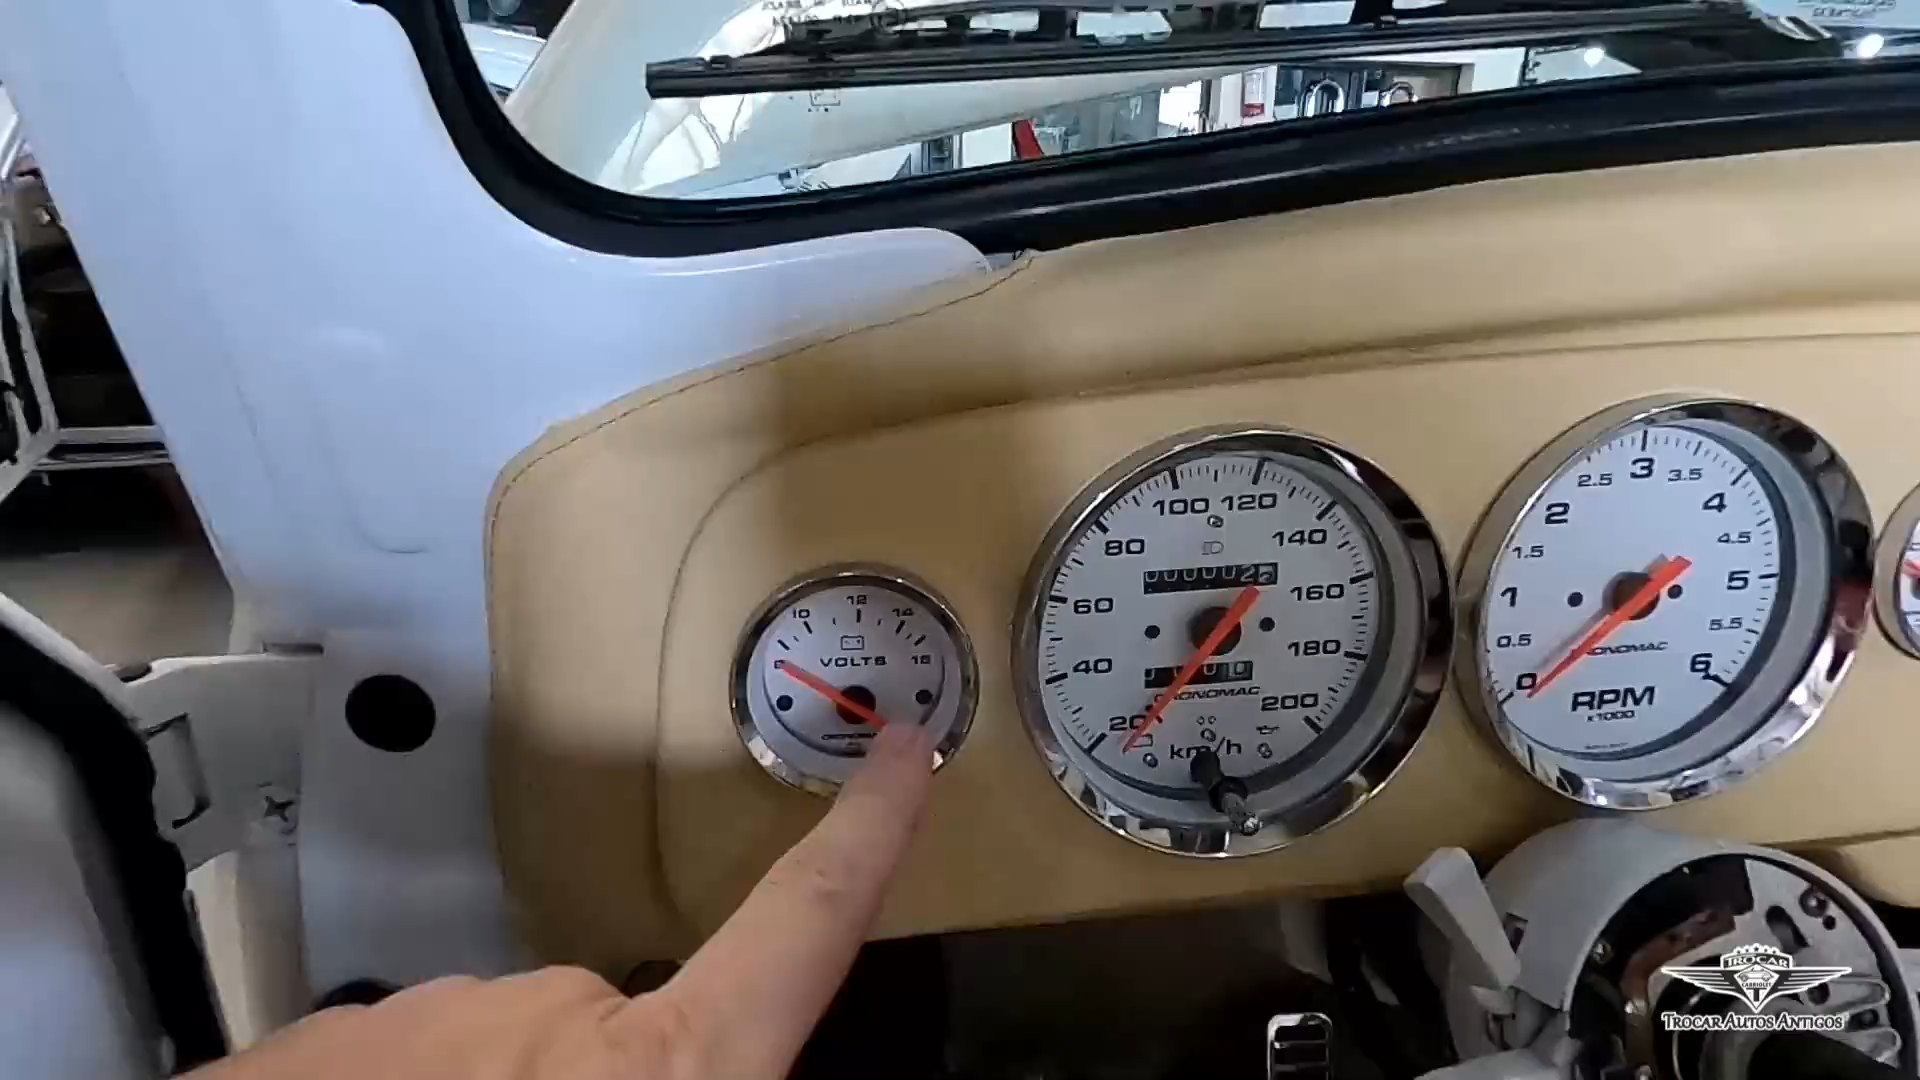 10
12
14
8
VOLTS
16
CRONOMAC
100
120
80
140
60
160
40
180
20
200
CRONOMAC
km/h
3
2.5
3.5
2
4
1.5
4.5
1
5
0.5
5.5
0
6
CRONOMAC
RPM
x1000
TROCAR
CABRIOLET
TROCAR AUTOS ANTIGOS